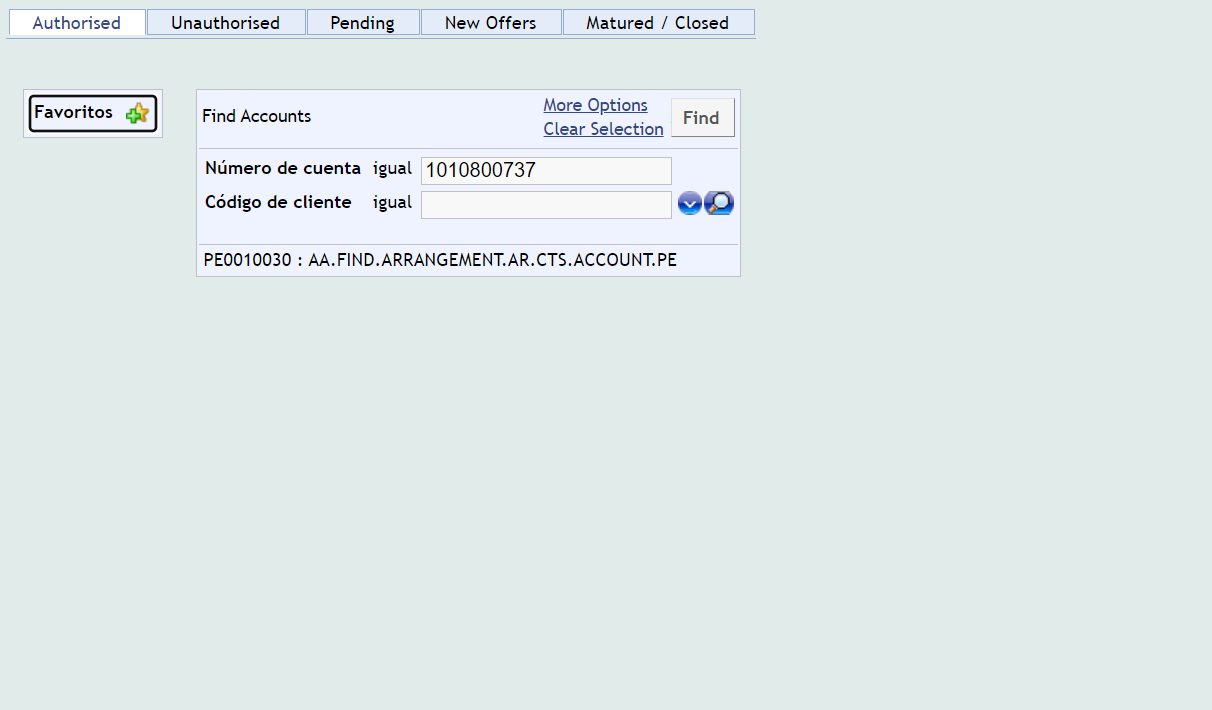 Authorised Unauthorised Pending New Offers Matured / Closed
Favoritos
Find Accounts
More Options
Clear Selection
Find
Número de cuenta igual 1010800737
Código de cliente igual
PE0010030 : AA.FIND.ARRANGEMENT.AR.CTS.ACCOUNT.PE